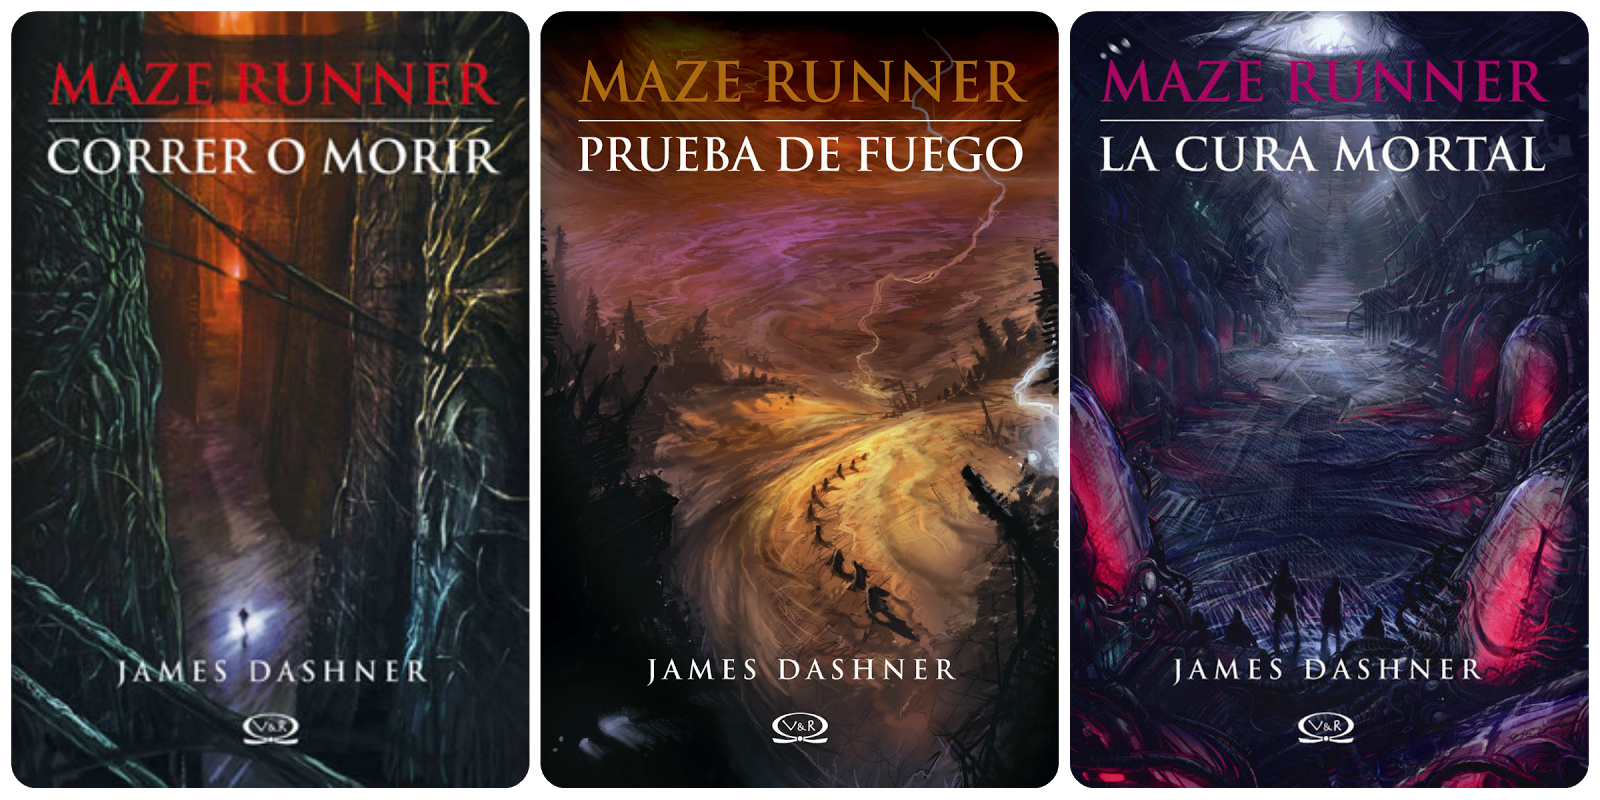 MAZE RUNNER
CORRER O MORIR
JAMES DASHNER
V&R
MAZE RUNNER
PRUEBA DE FUEGO
JAMES DASHNER
V&R
MAZE RUNNER
LA CURA MORTAL
JAMES DASHNER
V&R